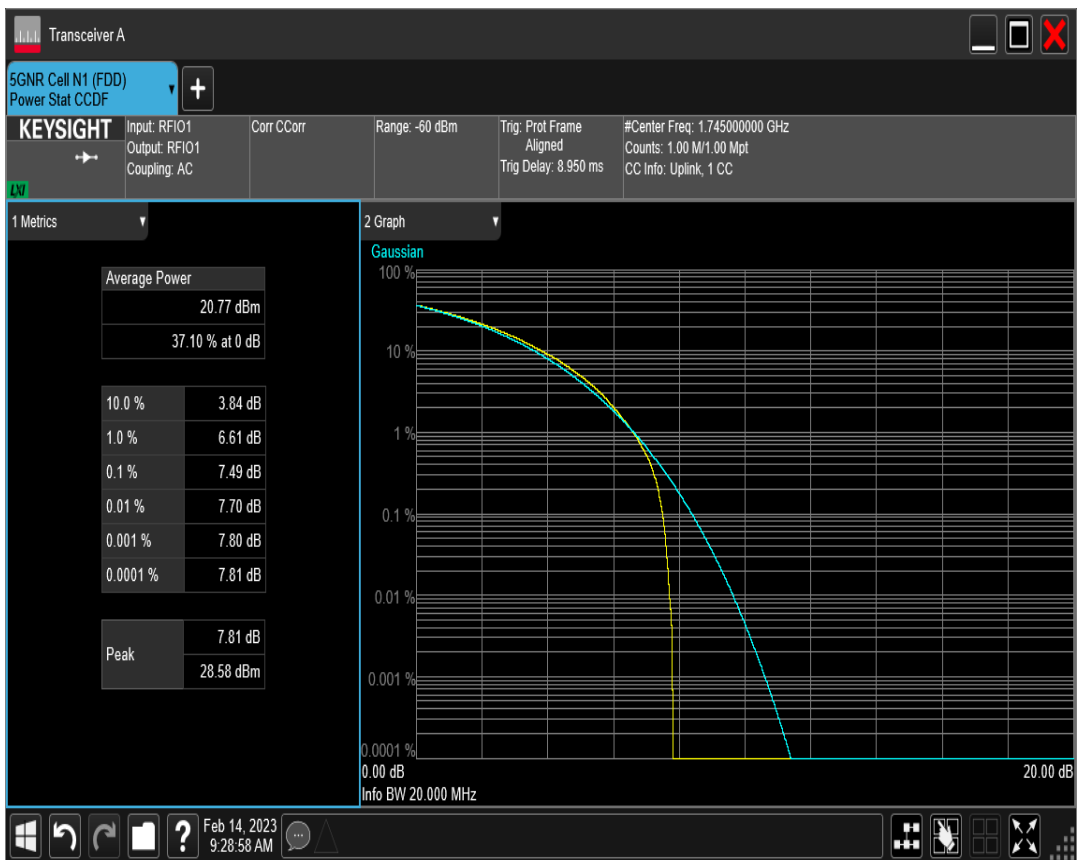 Transceiver A
5GNR Cell N1 (FDD)
Power Stat CCDF
+
KEYSIGHT
LXI
Input: RFIO1
Output: RFIO1
Coupling: AC
Corr CCorr
Range: -60 dBm
Trig: Prot Frame
Aligned
Trig Delay: 8.950 ms
#Center Freq: 1.745000000 GHz
Counts: 1.00 M/1.00 Mpt
CC Info: Uplink, 1 CC
1 Metrics
Average Power
20.77 dBm
37.10 % at 0 dB
10.0 % 3.84 dB
1.0 % 6.61 dB
0.1 % 7.49 dB
0.01 % 7.70 dB
0.001 % 7.80 dB
0.0001 % 7.81 dB
Peak
7.81 dB
28.58 dBm
2 Graph
Gaussian
100 %
10 %
1 %
0.1 %
0.01 %
0.001 %
0.0001 %
0.00 dB 20.00 dB
Info BW 20.000 MHz
?
Feb 14, 2023
9:28:58 AM